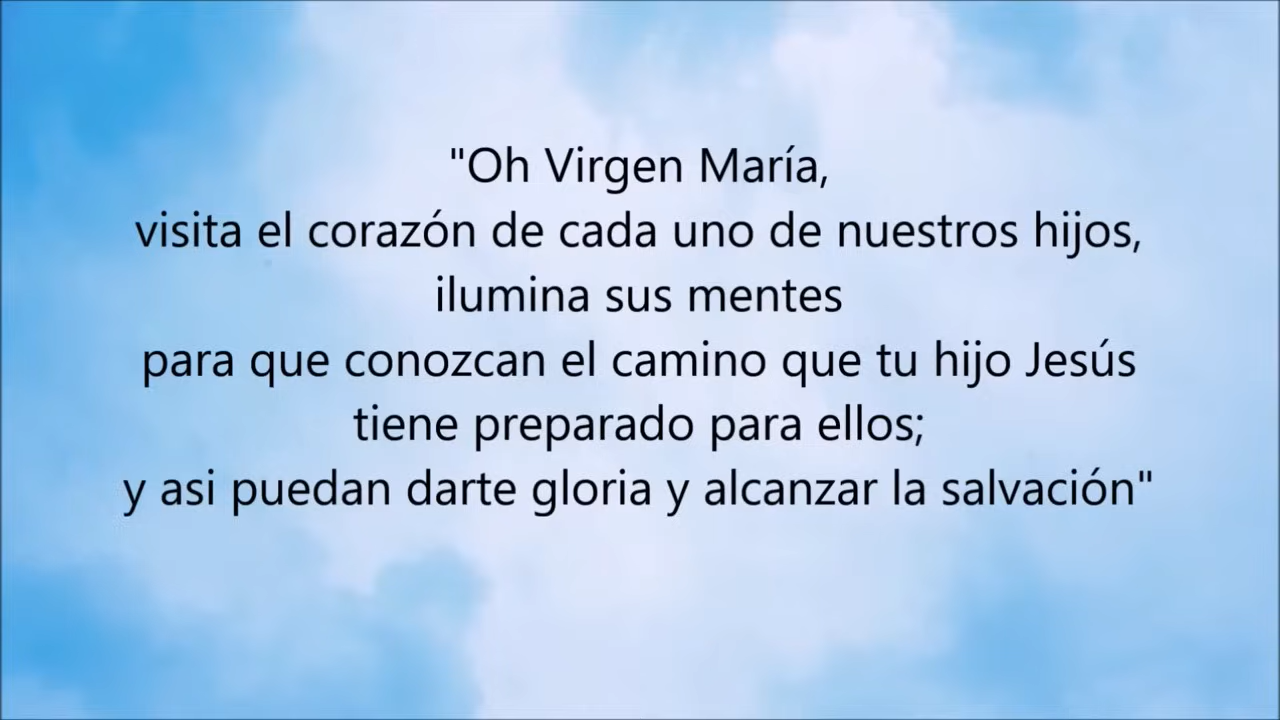 "Oh Virgen María,
visita el corazón de cada uno de nuestros hijos,
ilumina sus mentes
para que conozcan el camino que tu hijo Jesús
tiene preparado para ellos;
y asi puedan darte gloria y alcanzar la salvación"